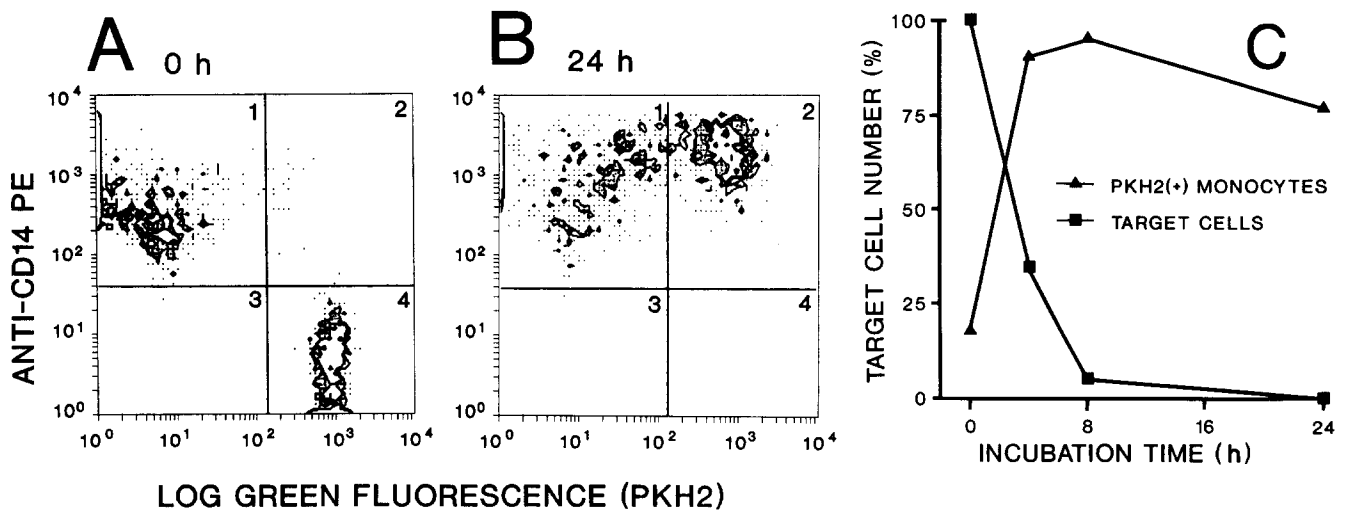 A
0 h
10⁴
10³
10²
10¹
10⁰
1
2
3
4
10⁰ 10¹ 10² 10³ 10⁴
ANTI-CD14 PE
B
24 h
10⁴
10³
10²
10¹
10⁰
1
2
3
4
10⁰ 10¹ 10² 10³ 10⁴
LOG GREEN FLUORESCENCE (PKH2)
C
TARGET CELL NUMBER (%)
100
75
50
25
0
PKH2(+) MONOCYTES
TARGET CELLS
0 8 16 24
INCUBATION TIME (h)